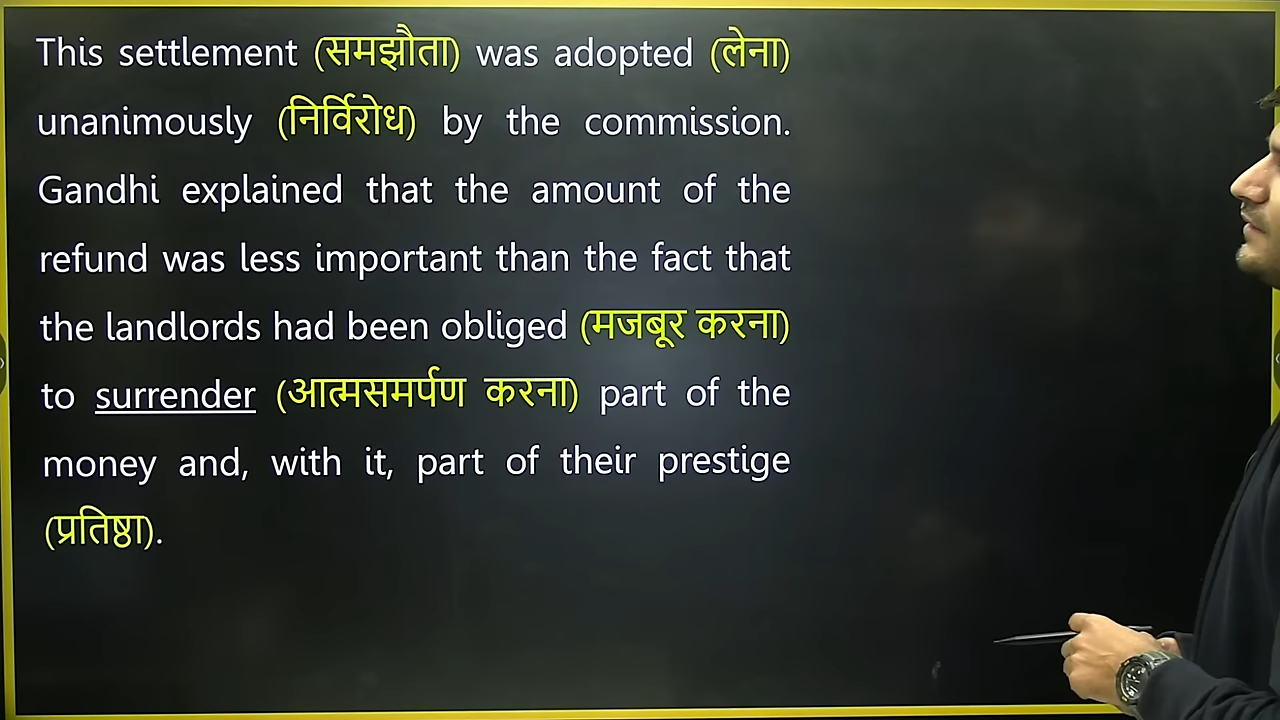 This settlement (समझौता) was adopted (लेना)
unanimously (निर्विरोध) by the commission.
Gandhi explained that the amount of the
refund was less important than the fact that
the landlords had been obliged (मजबूर करना)
to surrender (आत्मसमर्पण करना) part of the
money and, with it, part of their prestige
(प्रतिष्ठा).